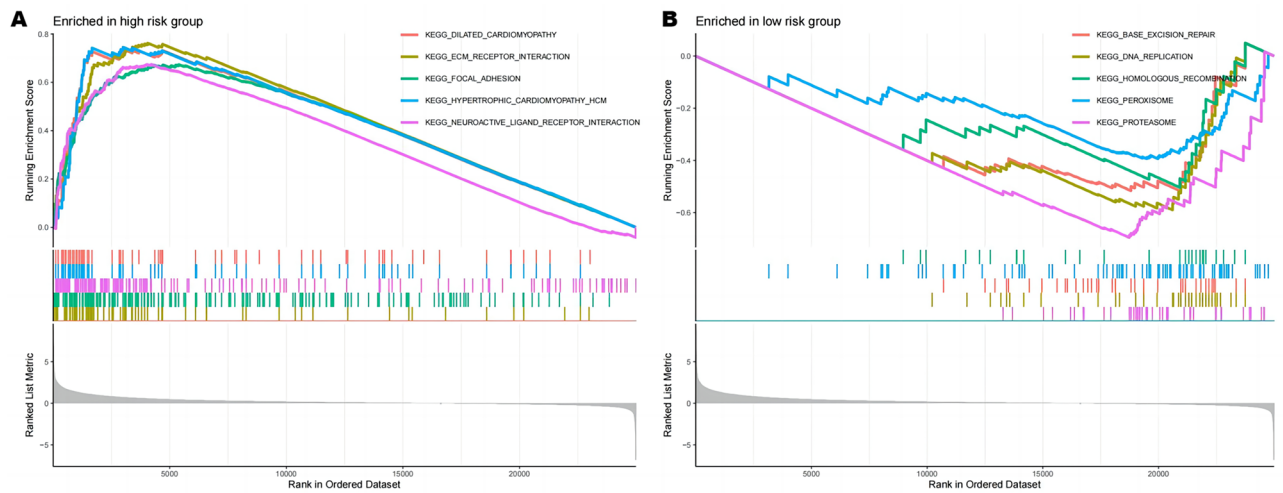 A
Enriched in high risk group
KEGG_DILATED_CARDIOMYOPATHY
KEGG_ECM_RECEPTOR_INTERACTION
KEGG_FOCAL_ADHESION
KEGG_HYPERTROPHIC_CARDIOMYOPATHY_HCM
KEGG_NEUROACTIVE_LIGAND_RECEPTOR_INTERACTION
Running Enrichment Score
0.8
0.6
0.4
0.2
0.0
Ranked List Metric
5
0
−5
5000
10000
15000
20000
Rank in Ordered Dataset
B
Enriched in low risk group
KEGG_BASE_EXCISION_REPAIR
KEGG_DNA_REPLICATION
KEGG_HOMOLOGOUS_RECOMBINATION
KEGG_PEROXISOME
KEGG_PROTEASOME
Running Enrichment Score
0.0
−0.2
−0.4
−0.6
Ranked List Metric
5
0
−5
5000
10000
15000
20000
Rank in Ordered Dataset